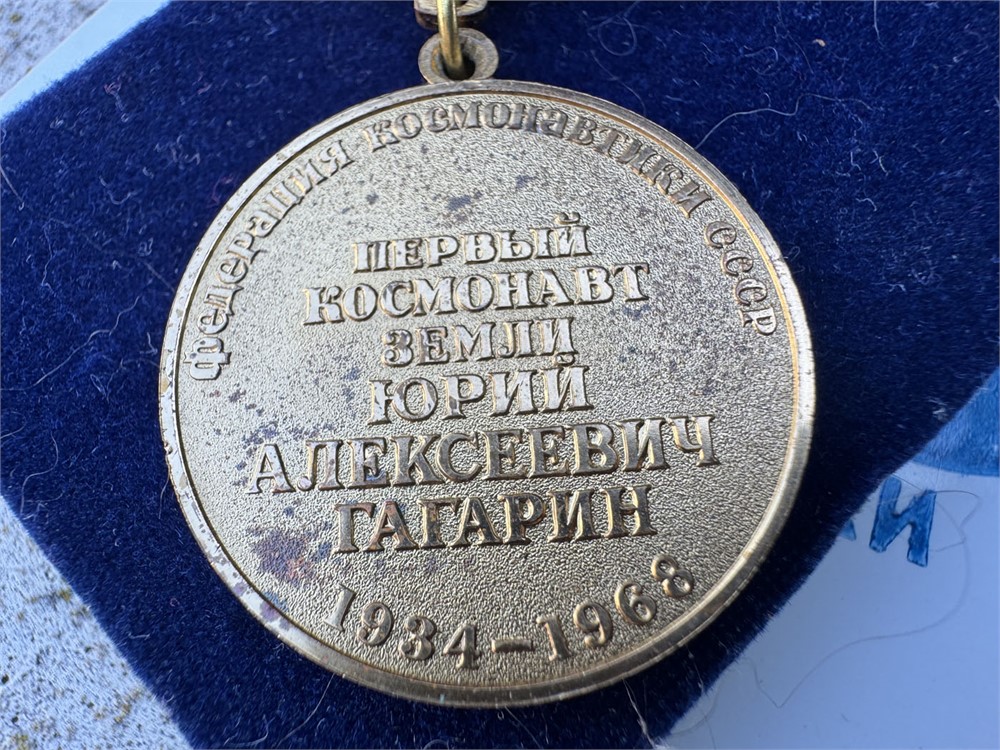 федерация космонавтики ссср
ПЕРВЫЙ
КОСМОНАВТ
ЗЕМЛИ
ЮРИЙ
АЛЕКСЕЕВИЧ
ГАГАРИН
1934-1968